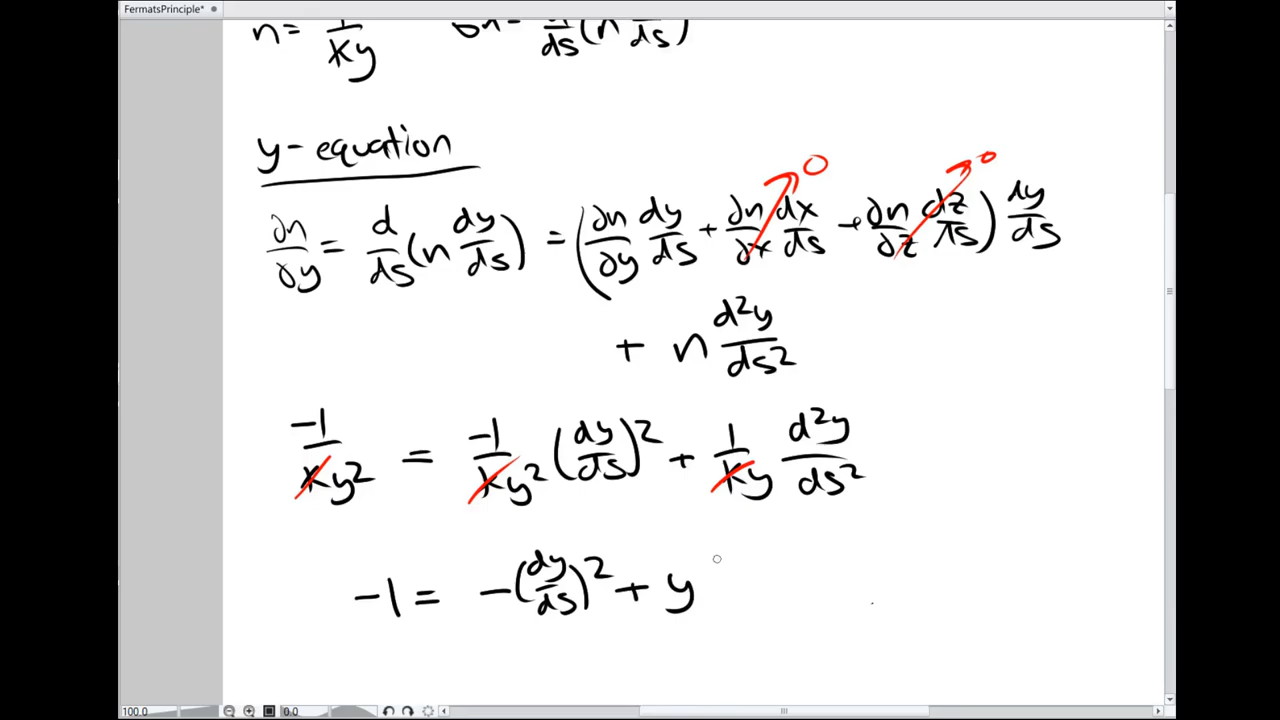 FermatsPrinciple*
n = 1/Ky ∇n = d/ds(n d/ds)
y-equation
∂n/∂y = d/ds(n dy/ds) = (∂n/∂y dy/ds + ∂n/∂x dx/ds → 0 + ∂n/∂z dz/ds → 0) dy/ds
+ n d²y/ds²
-1/Ky² = -1/Ky² (dy/ds)² + 1/Ky d²y/ds²
-1 = -(dy/ds)² + y
100.0 0.0